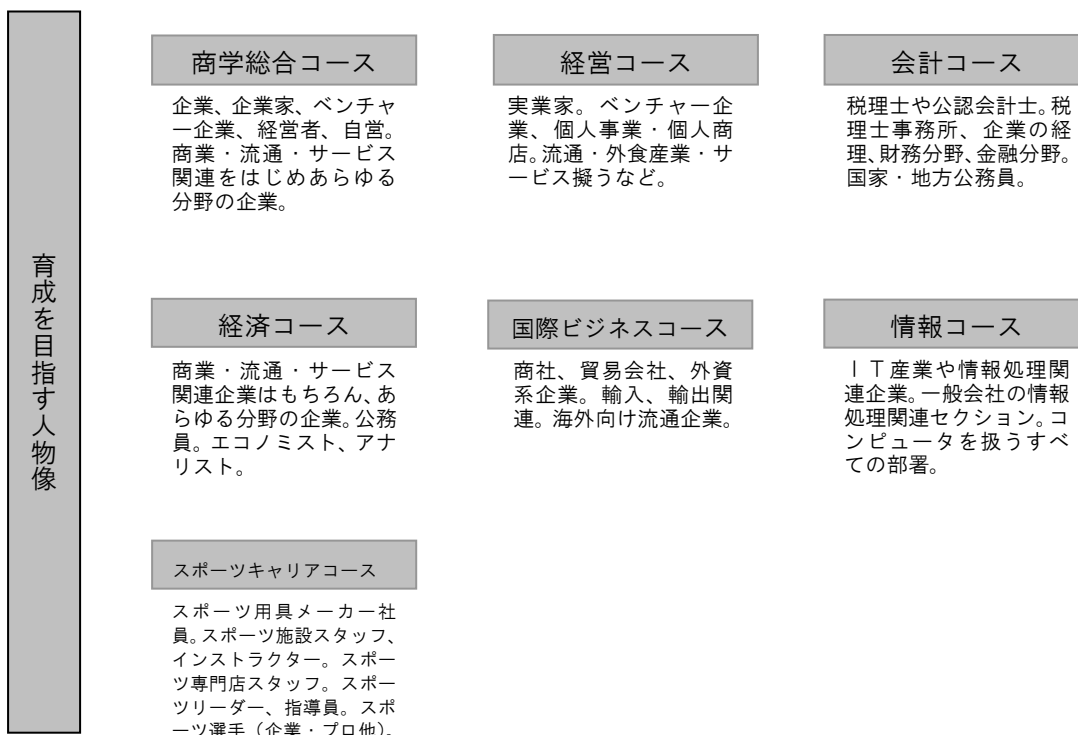 育成を目指す人物像
商学総合コース
企業、企業家、ベンチャ
ー企業、経営者、自営。
商業・流通・サービス
関連をはじめあらゆる
分野の企業。
経営コース
実業家。ベンチャー企
業、個人事業・個人商
店。流通・外食産業・サ
ービス擬うなど。
会計コース
税理士や公認会計士。税
理士事務所、企業の経
理、財務分野、金融分野。
国家・地方公務員。
経済コース
商業・流通・サービス
関連企業はもちろん、あ
らゆる分野の企業。公務
員。エコノミスト、アナ
リスト。
国際ビジネスコース
商社、貿易会社、外資
系企業。輸入、輸出関
連。海外向け流通企業。
情報コース
ＩＴ産業や情報処理関
連企業。一般会社の情報
処理関連セクション。コ
ンピュータを扱うすべ
ての部署。
スポーツキャリアコース
スポーツ用具メーカー社
員。スポーツ施設スタッフ、
インストラクター。スポー
ツ専門店スタッフ。スポー
ツリーダー、指導員。スポ
ーツ選手（企業・プロ他）。